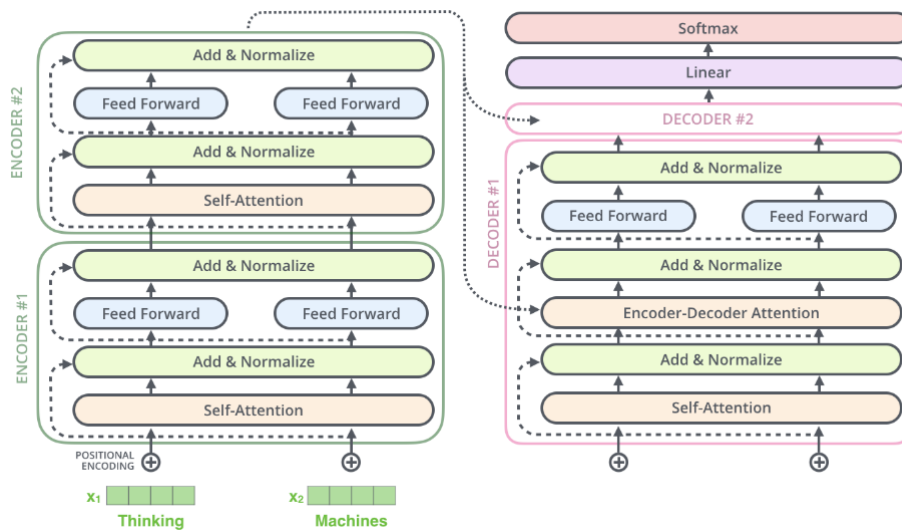 ENCODER #2
Add & Normalize
Feed Forward
Feed Forward
Add & Normalize
Self-Attention
ENCODER #1
Add & Normalize
Feed Forward
Feed Forward
Add & Normalize
Self-Attention
POSITIONAL
ENCODING
x1
x2
Thinking
Machines
Softmax
Linear
DECODER #2
DECODER #1
Add & Normalize
Feed Forward
Feed Forward
Add & Normalize
Encoder-Decoder Attention
Add & Normalize
Self-Attention